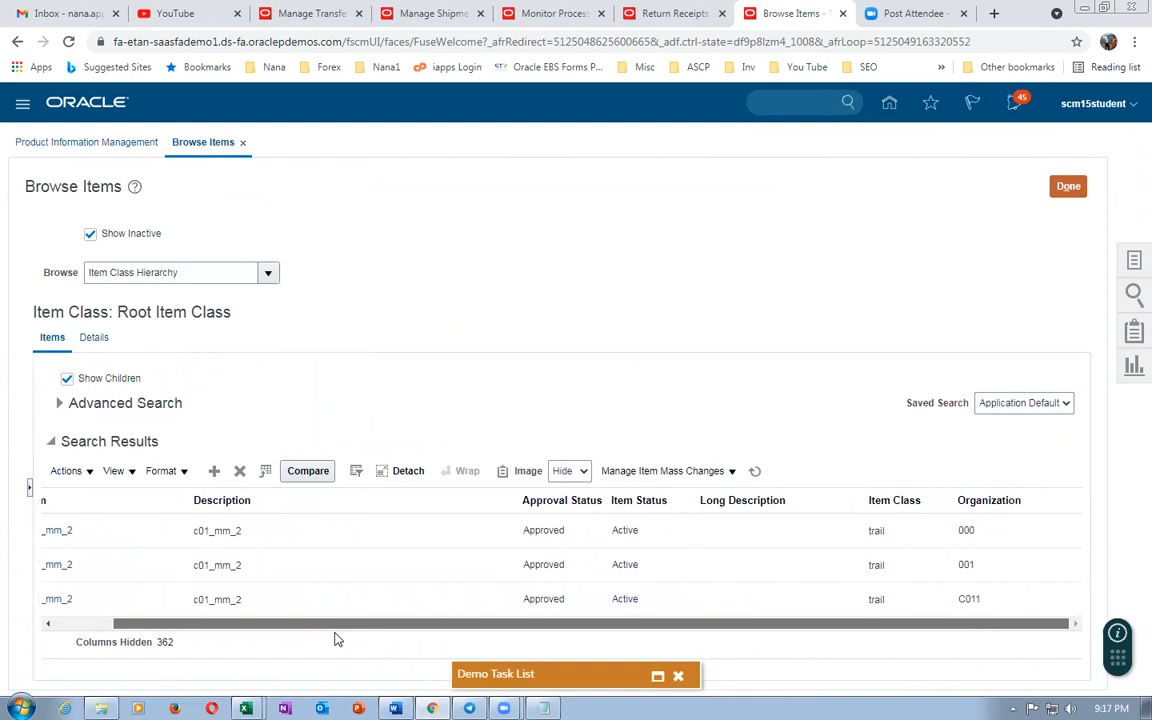 Inbox - nana.app
YouTube
Manage Transfe
Manage Shipme
Monitor Proces
Return Receipts
Browse Items -
Post Attendee -
fa-etan-saasfademo1.ds-fa.oraclepdemos.com/fscmUI/faces/FuseWelcome?_afrRedirect=5125048625600665&_adf.ctrl-state=df9p8lzm4_1008&_afrLoop=5125049163320552
Apps
Suggested Sites
Bookmarks
Nana
Forex
Nana1
iapps Login
Oracle EBS Forms P...
Misc
ASCP
Inv
You Tube
SEO
»
Other bookmarks
Reading list
ORACLE
45
scm15student
Product Information Management
Browse Items
Browse Items
Done
Show Inactive
Browse Item Class Hierarchy
Item Class: Root Item Class
Items Details
Show Children
Advanced Search
Saved Search Application Default
Search Results
Actions View Format Compare Detach Wrap Image Hide Manage Item Mass Changes
m Description Approval Status Item Status Long Description Item Class Organization
_mm_2 c01_mm_2 Approved Active trail 000
_mm_2 c01_mm_2 Approved Active trail 001
_mm_2 c01_mm_2 Approved Active trail C011
Columns Hidden 362
Demo Task List
9:17 PM